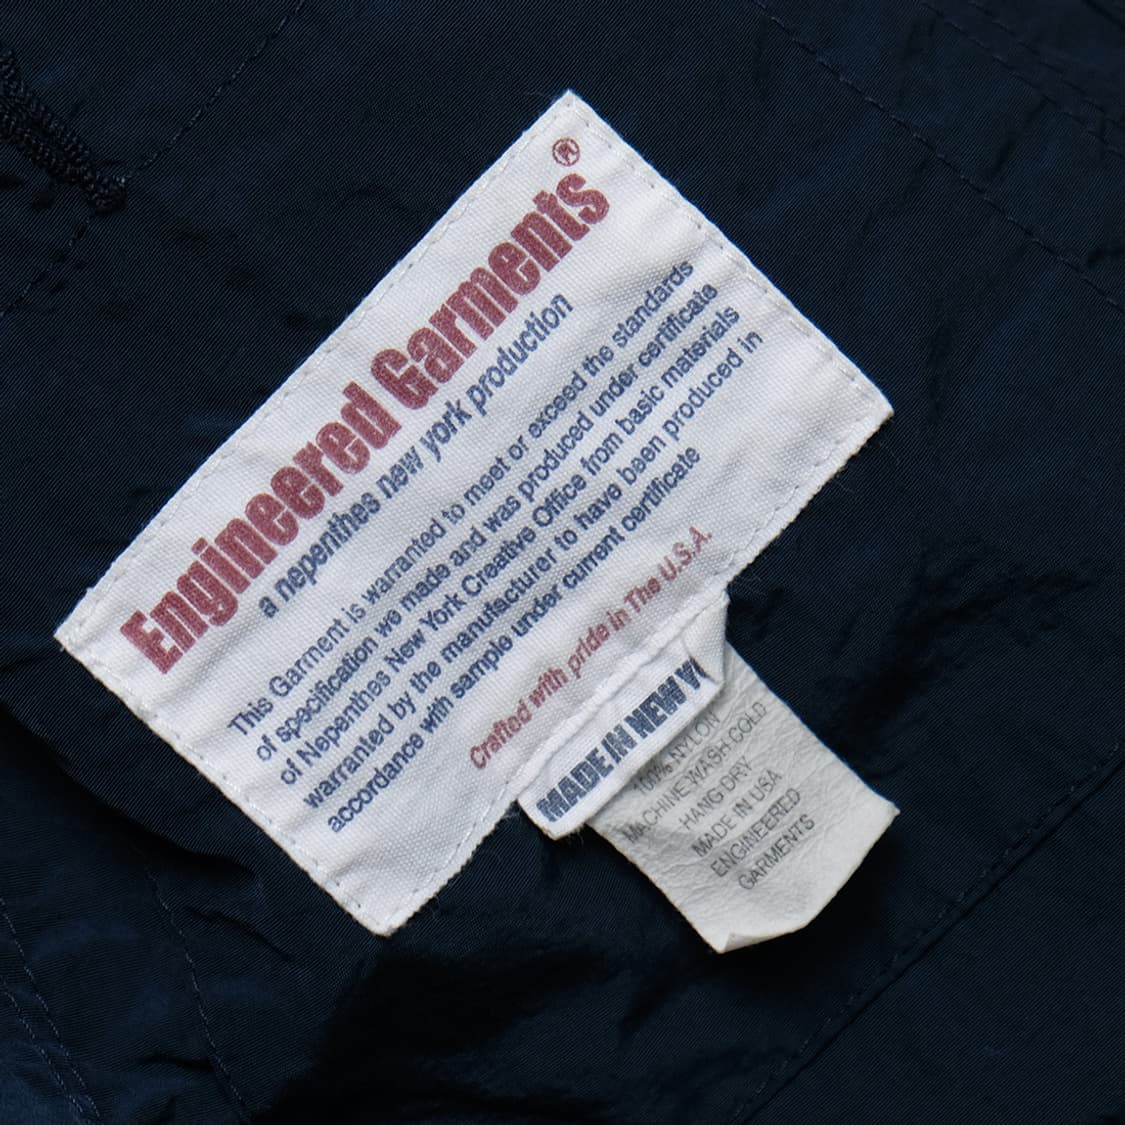 Engineered Garments®
a nepenthes new york production
This Garment is warranted to meet or exceed the standards
of specification we made and was produced under certificate
of Nepenthes New York Creative Office from basic materials
warranted by the manufacturer to have been produced in
accordance with sample under current certificate
Crafted with pride in The U.S.A.
MADE IN NEW Y
100% NYLON
MACHINE WASH COLD
HANG DRY
MADE IN USA
ENGINEERED
GARMENTS